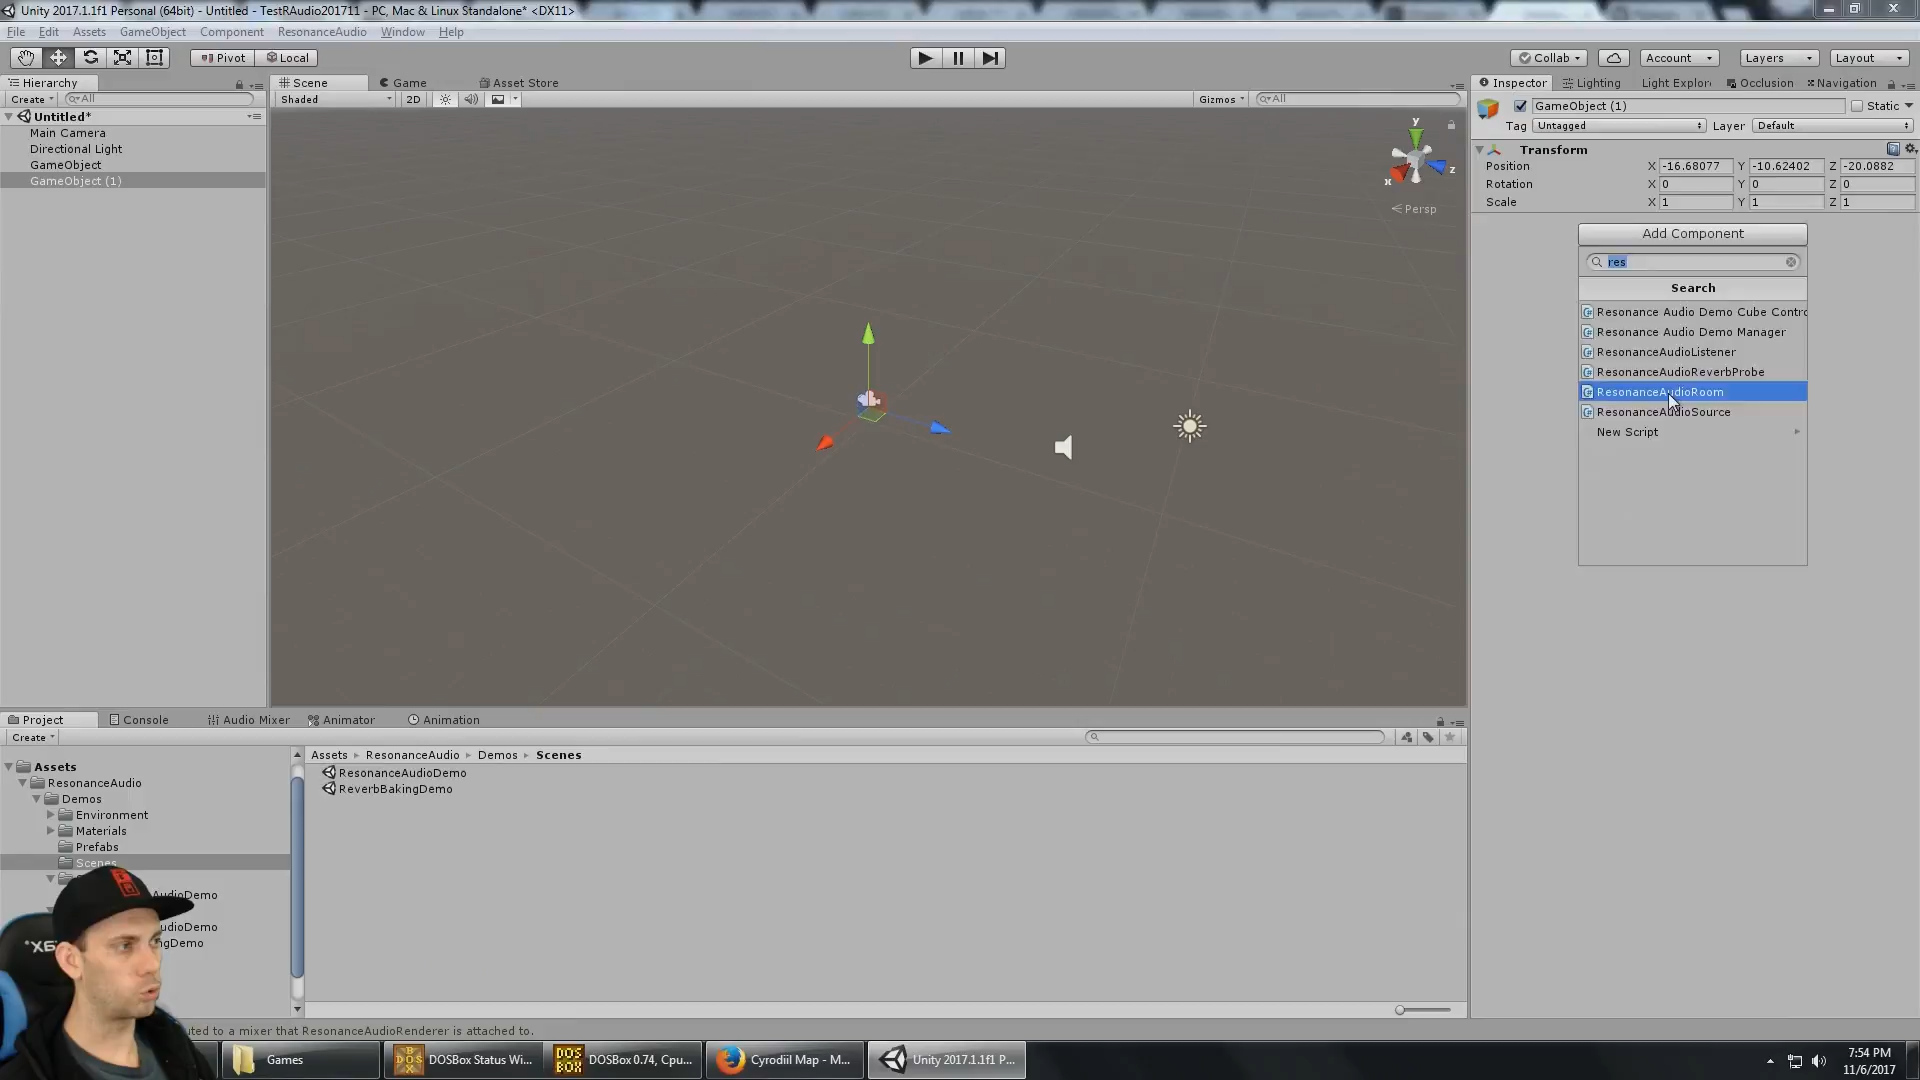 Unity 2017.1.1f1 Personal (64bit) - Untitled - TestRAudio201711 - PC, Mac & Linux Standalone* <DX11>
File Edit Assets GameObject Component ResonanceAudio Window Help
Pivot Local Collab Account Layers Layout
Hierarchy Scene Game Asset Store Inspector Lighting Light Explor Occlusion Navigation
Create All Shaded 2D Gizmos All
GameObject (1) Static
Untitled*
Tag Untagged Layer Default
Main Camera
Directional Light
GameObject
GameObject (1)
y
x
z
Persp
Transform
Position X -16.68077 Y -10.62402 Z -20.0882
Rotation X 0 Y 0 Z 0
Scale X 1 Y 1 Z 1
Add Component
res
Search
Resonance Audio Demo Cube Contro
Resonance Audio Demo Manager
ResonanceAudioListener
ResonanceAudioReverbProbe
ResonanceAudioRoom
ResonanceAudioSource
New Script
Project Console Audio Mixer Animator Animation
Create
Assets ResonanceAudio Demos Scenes
Assets
ResonanceAudio
Demos
Environment
Materials
Prefabs
Scenes
AudioDemo
udioDemo
ngDemo
ResonanceAudioDemo
ReverbBakingDemo
uted to a mixer that ResonanceAudioRenderer is attached to.
Games DOSBox Status Wi... DOSBox 0.74, Cpu... Cyrodiil Map - M... Unity 2017.1.1f1 P...
7:54 PM
11/6/2017